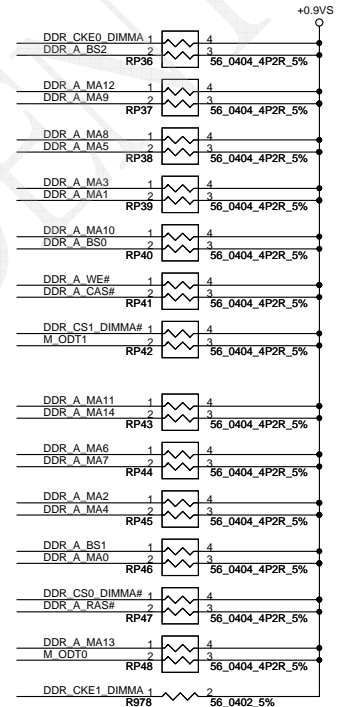 +0.9VS
DDR_CKE0_DIMMA 1 4
DDR_A_BS2 2 3
RP36 56_0404_4P2R_5%
DDR_A_MA12 1 4
DDR_A_MA9 2 3
RP37 56_0404_4P2R_5%
DDR_A_MA8 1 4
DDR_A_MA5 2 3
RP38 56_0404_4P2R_5%
DDR_A_MA3 1 4
DDR_A_MA1 2 3
RP39 56_0404_4P2R_5%
DDR_A_MA10 1 4
DDR_A_BS0 2 3
RP40 56_0404_4P2R_5%
DDR_A_WE# 1 4
DDR_A_CAS# 2 3
RP41 56_0404_4P2R_5%
DDR_CS1_DIMMA# 1 4
M_ODT1 2 3
RP42 56_0404_4P2R_5%
DDR_A_MA11 1 4
DDR_A_MA14 2 3
RP43 56_0404_4P2R_5%
DDR_A_MA6 1 4
DDR_A_MA7 2 3
RP44 56_0404_4P2R_5%
DDR_A_MA2 1 4
DDR_A_MA4 2 3
RP45 56_0404_4P2R_5%
DDR_A_BS1 1 4
DDR_A_MA0 2 3
RP46 56_0404_4P2R_5%
DDR_CS0_DIMMA# 1 4
DDR_A_RAS# 2 3
RP47 56_0404_4P2R_5%
DDR_A_MA13 1 4
M_ODT0 2 3
RP48 56_0404_4P2R_5%
DDR_CKE1_DIMMA 1 2
R978 56_0402_5%